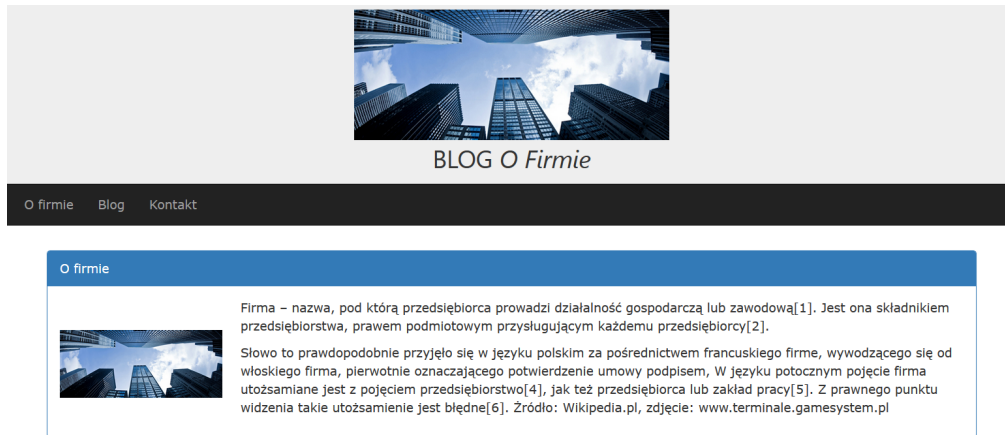 BLOG O Firmie
O firmie Blog Kontakt
O firmie
Firma – nazwa, pod którą przedsiębiorca prowadzi działalność gospodarczą lub zawodową[1]. Jest ona składnikiem
przedsiębiorstwa, prawem podmiotowym przysługującym każdemu przedsiębiorcy[2].
Słowo to prawdopodobnie przyjęło się w języku polskim za pośrednictwem francuskiego firme, wywodzącego się od
włoskiego firma, pierwotnie oznaczającego potwierdzenie umowy podpisem, W języku potocznym pojęcie firma
utożsamiane jest z pojęciem przedsiębiorstwo[4], jak też przedsiębiorca lub zakład pracy[5]. Z prawnego punktu
widzenia takie utożsamienie jest błędne[6]. Źródło: Wikipedia.pl, zdjęcie: www.terminale.gamesystem.pl